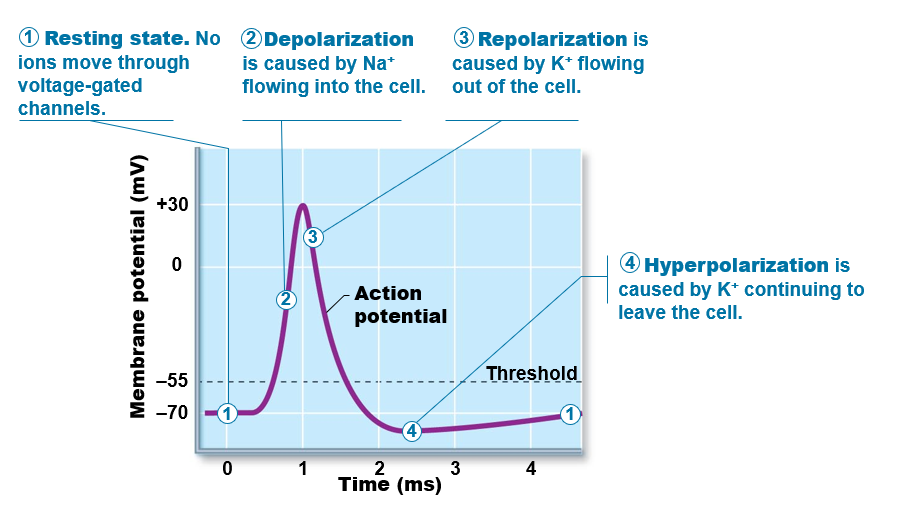 ① Resting state. No
ions move through
voltage-gated
channels.
② Depolarization
is caused by Na⁺
flowing into the cell.
③ Repolarization is
caused by K⁺ flowing
out of the cell.
Membrane potential (mV)
+30
0
–55
–70
③
②
Action
potential
④ Hyperpolarization is
caused by K⁺ continuing to
leave the cell.
Threshold
①
④
①
0 1 2 3 4
Time (ms)